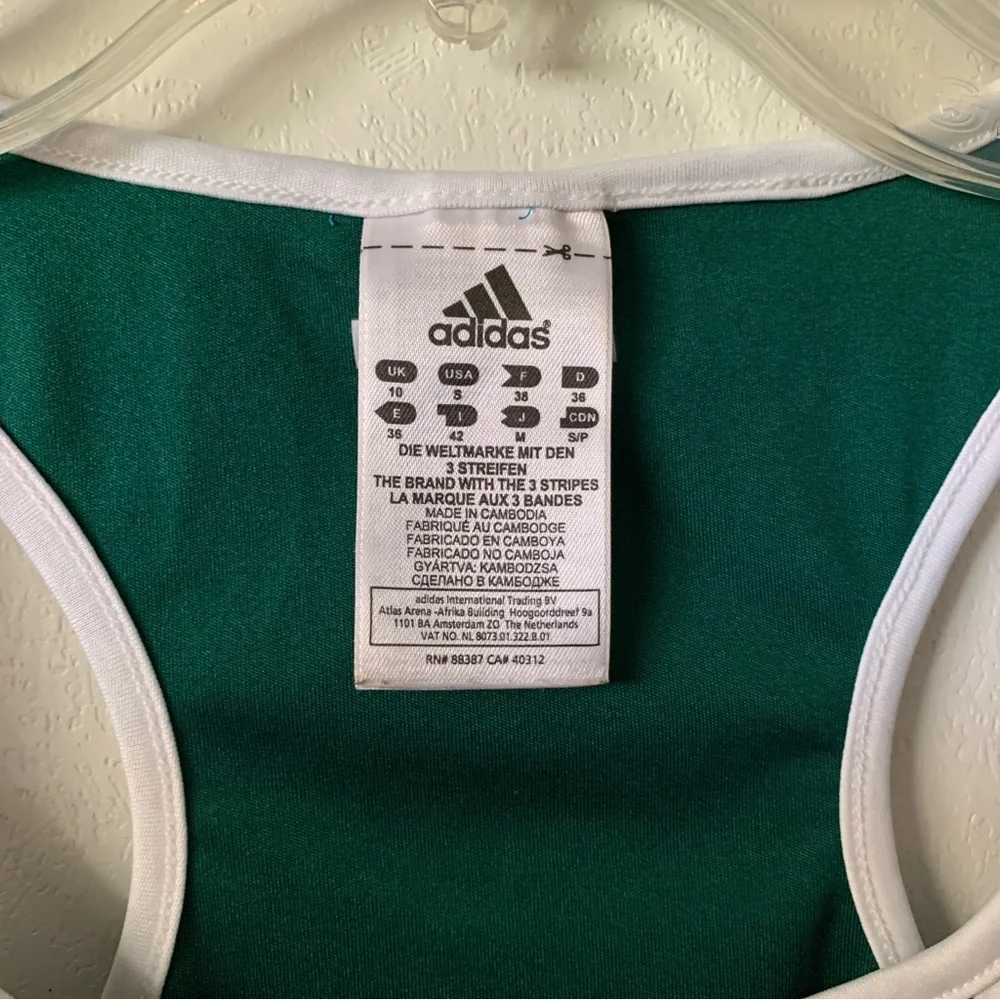 adidas®
UK USA F D
10 S 38 36
E I J CDN
36 42 M S/P
DIE WELTMARKE MIT DEN
3 STREIFEN
THE BRAND WITH THE 3 STRIPES
LA MARQUE AUX 3 BANDES
MADE IN CAMBODIA
FABRIQUÉ AU CAMBODGE
FABRICADO EN CAMBOYA
FABRICADO NO CAMBOJA
GYÁRTVA: KAMBODZSA
СДЕЛАНО В КАМБОДЖЕ
adidas International Trading BV
Atlas Arena -Afrika Building Hoogoorddreef 9a
1101 BA Amsterdam ZO The Netherlands
VAT NO. NL 8073.01.322.B.01
RN# 88387 CA# 40312